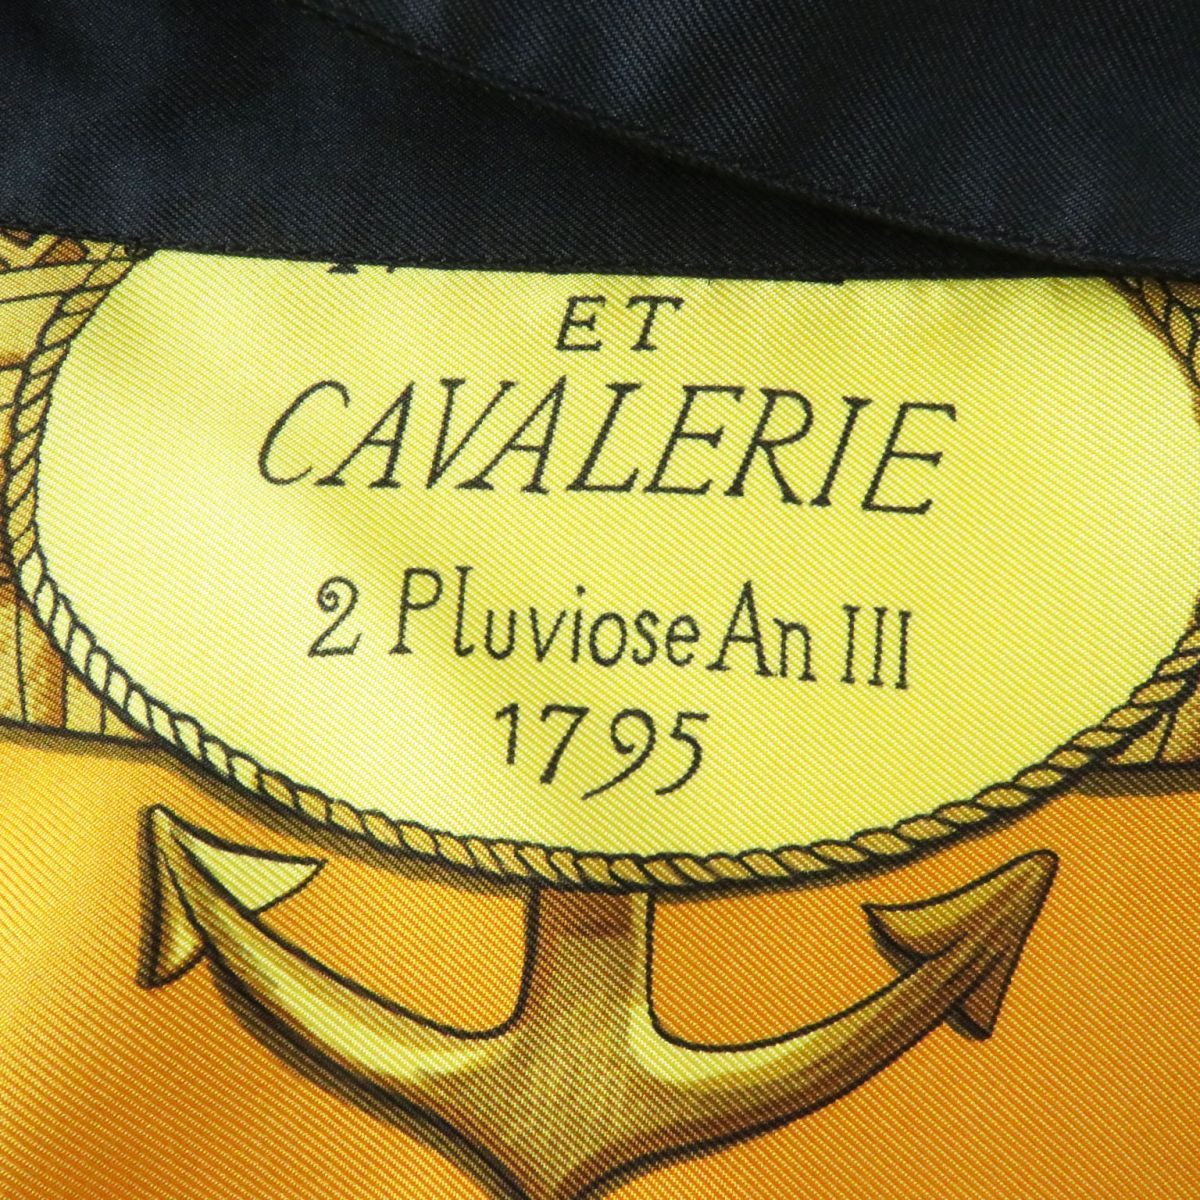 ET
CAVALERIE
2 Pluviose An III
1795